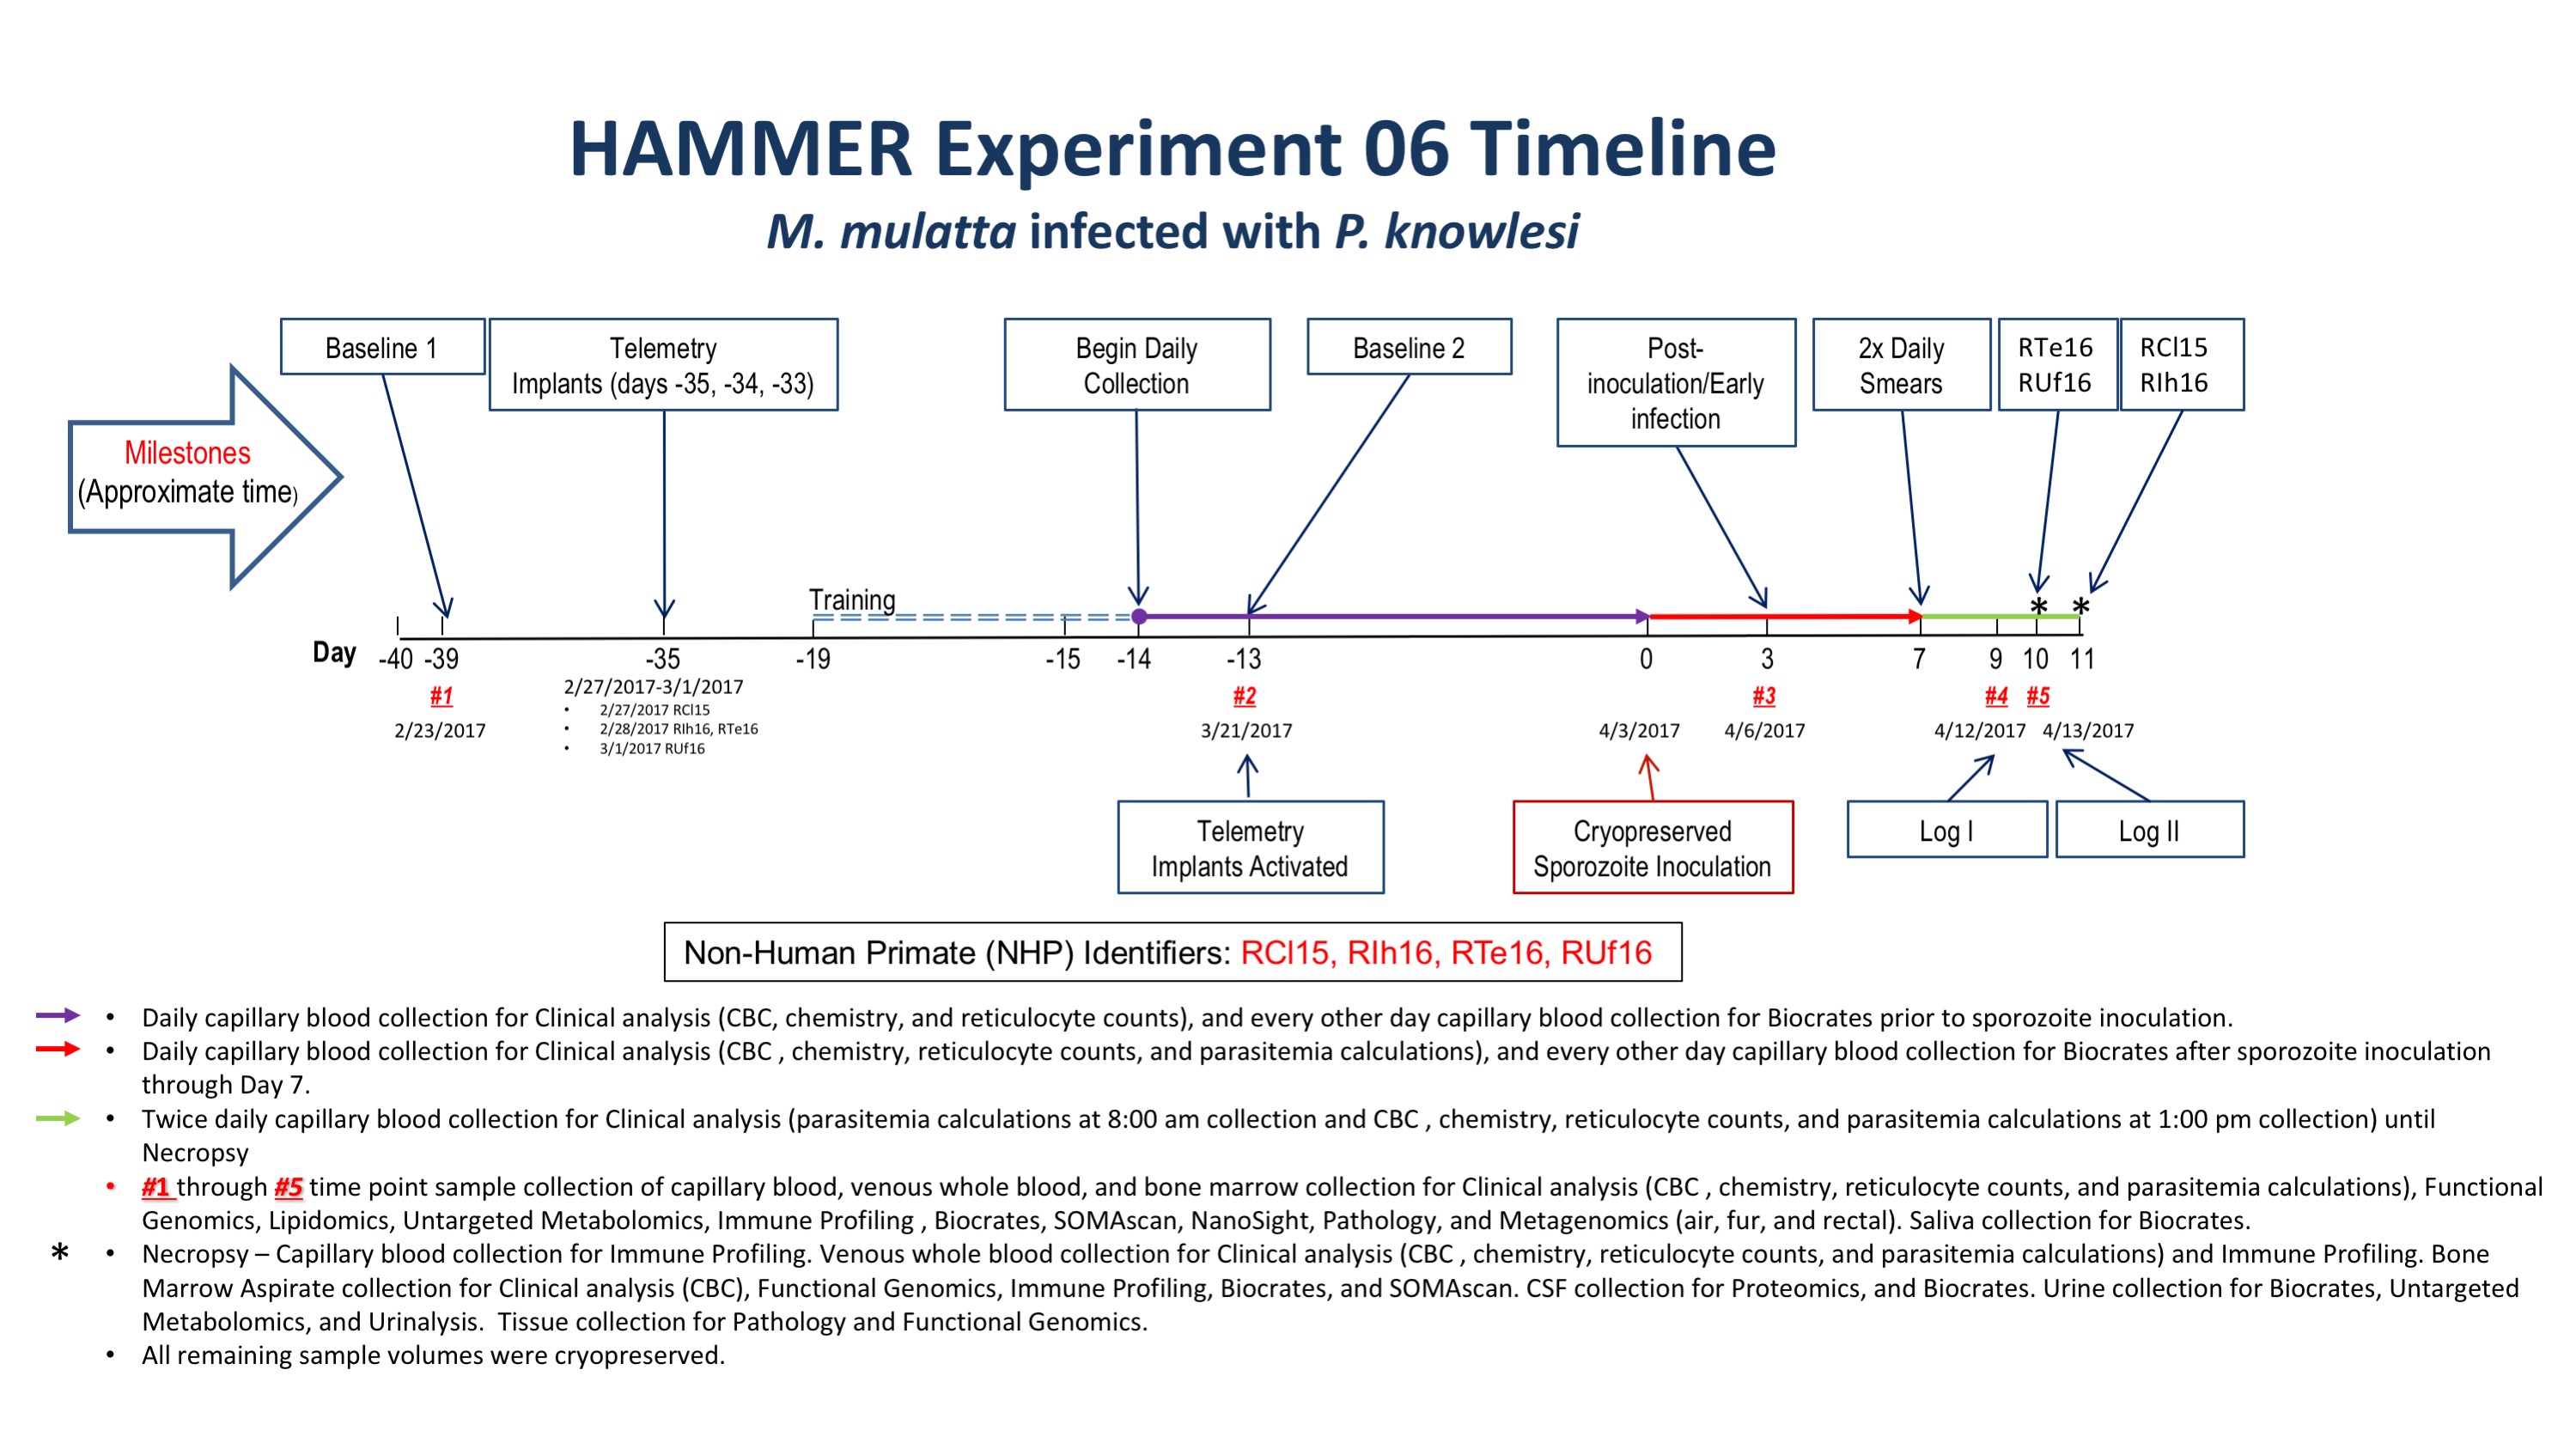 HAMMER Experiment 06 Timeline
M. mulatta infected with P. knowlesi
Milestones
(Approximate time)
Baseline 1
Telemetry
Implants (days -35, -34, -33)
Begin Daily
Collection
Baseline 2
Post-
inoculation/Early
infection
2x Daily
Smears
RTe16
RUf16
RCl15
RIh16
Training
* *
Day -40 -39 -35 -19 -15 -14 -13 0 3 7 9 10 11
#1 #2 #3 #4 #5
2/23/2017
2/27/2017-3/1/2017
• 2/27/2017 RCl15
• 2/28/2017 RIh16, RTe16
• 3/1/2017 RUf16
3/21/2017
4/3/2017
4/6/2017
4/12/2017
4/13/2017
Telemetry
Implants Activated
Cryopreserved
Sporozoite Inoculation
Log I
Log II
Non-Human Primate (NHP) Identifiers: RCl15, RIh16, RTe16, RUf16
• Daily capillary blood collection for Clinical analysis (CBC, chemistry, and reticulocyte counts), and every other day capillary blood collection for Biocrates prior to sporozoite inoculation.
• Daily capillary blood collection for Clinical analysis (CBC , chemistry, reticulocyte counts, and parasitemia calculations), and every other day capillary blood collection for Biocrates after sporozoite inoculation
through Day 7.
• Twice daily capillary blood collection for Clinical analysis (parasitemia calculations at 8:00 am collection and CBC , chemistry, reticulocyte counts, and parasitemia calculations at 1:00 pm collection) until
Necropsy
• #1 through #5 time point sample collection of capillary blood, venous whole blood, and bone marrow collection for Clinical analysis (CBC , chemistry, reticulocyte counts, and parasitemia calculations), Functional
Genomics, Lipidomics, Untargeted Metabolomics, Immune Profiling , Biocrates, SOMAscan, NanoSight, Pathology, and Metagenomics (air, fur, and rectal). Saliva collection for Biocrates.
* • Necropsy – Capillary blood collection for Immune Profiling. Venous whole blood collection for Clinical analysis (CBC , chemistry, reticulocyte counts, and parasitemia calculations) and Immune Profiling. Bone
Marrow Aspirate collection for Clinical analysis (CBC), Functional Genomics, Immune Profiling, Biocrates, and SOMAscan. CSF collection for Proteomics, and Biocrates. Urine collection for Biocrates, Untargeted
Metabolomics, and Urinalysis. Tissue collection for Pathology and Functional Genomics.
• All remaining sample volumes were cryopreserved.